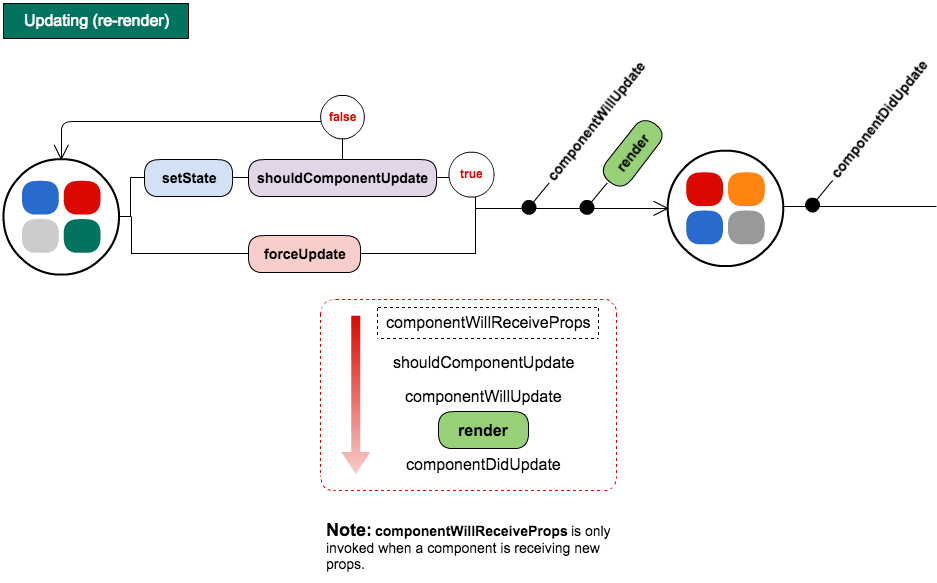 Updating (re-render)
false
componentWillUpdate
render
componentDidUpdate
setState
shouldComponentUpdate
true
forceUpdate
componentWillReceiveProps
shouldComponentUpdate
componentWillUpdate
render
componentDidUpdate
Note: componentWillReceiveProps is only
invoked when a component is receiving new
props.